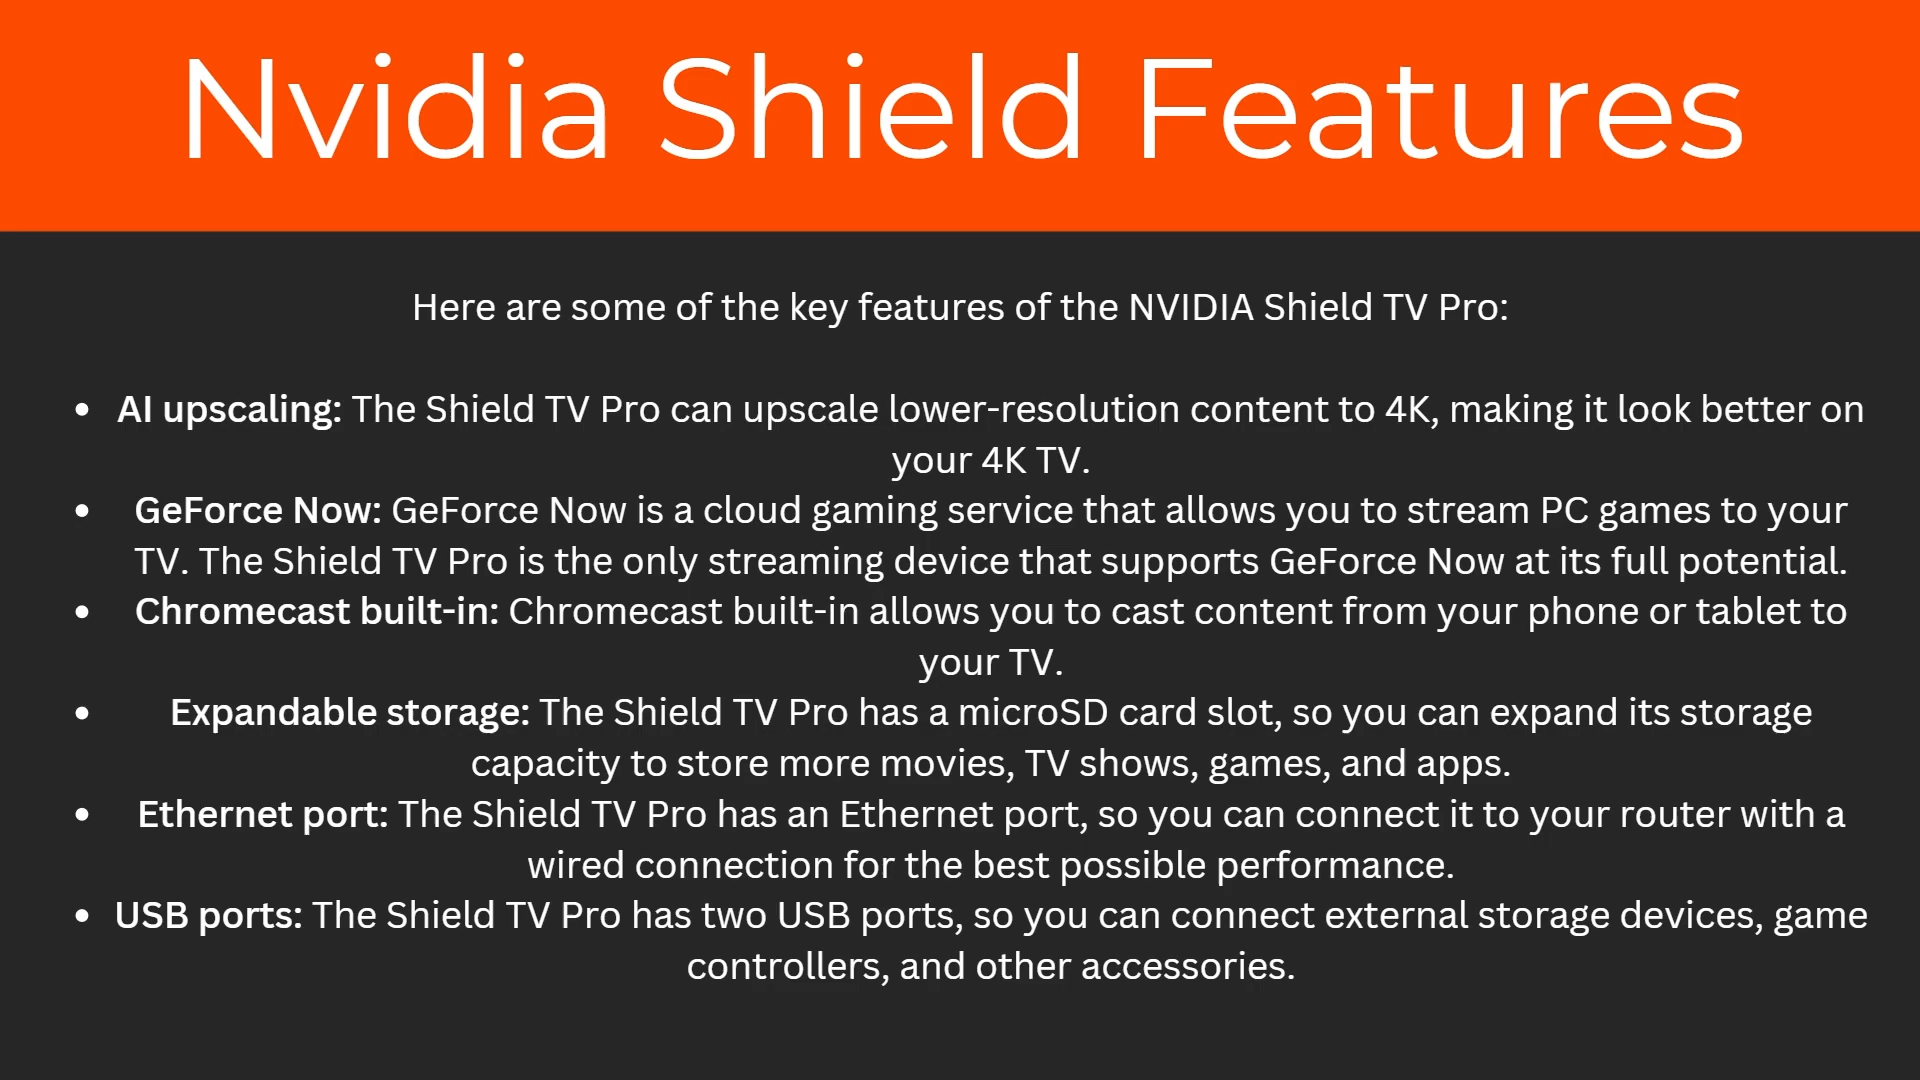 Nvidia Shield Features
Here are some of the key features of the NVIDIA Shield TV Pro:
• AI upscaling: The Shield TV Pro can upscale lower-resolution content to 4K, making it look better on
your 4K TV.
• GeForce Now: GeForce Now is a cloud gaming service that allows you to stream PC games to your
TV. The Shield TV Pro is the only streaming device that supports GeForce Now at its full potential.
• Chromecast built-in: Chromecast built-in allows you to cast content from your phone or tablet to
your TV.
• Expandable storage: The Shield TV Pro has a microSD card slot, so you can expand its storage
capacity to store more movies, TV shows, games, and apps.
• Ethernet port: The Shield TV Pro has an Ethernet port, so you can connect it to your router with a
wired connection for the best possible performance.
• USB ports: The Shield TV Pro has two USB ports, so you can connect external storage devices, game
controllers, and other accessories.